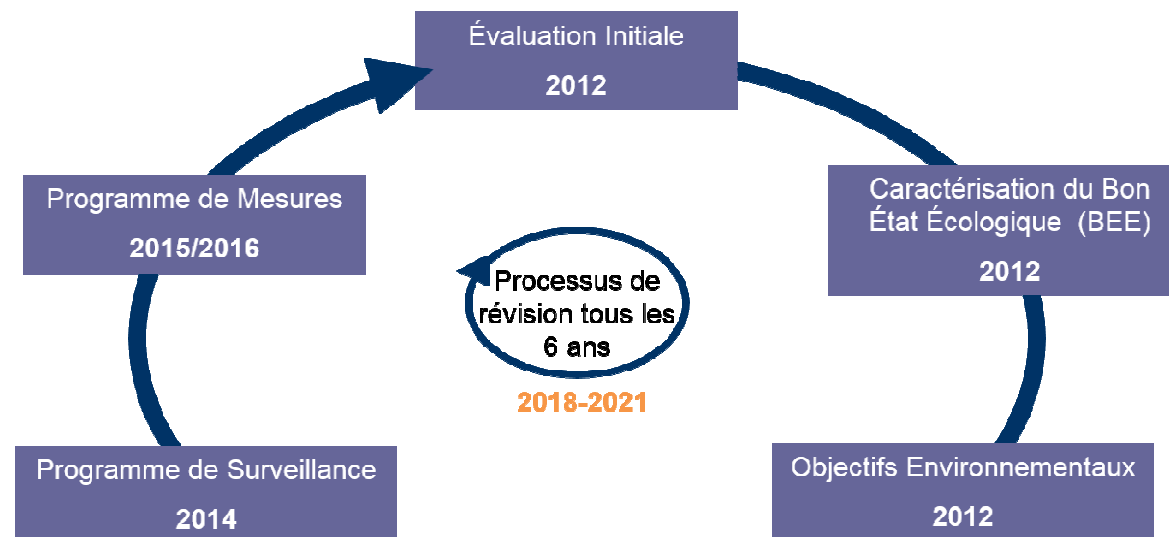 Évaluation Initiale
2012
Caractérisation du Bon
État Écologique (BEE)
2012
Objectifs Environnementaux
2012
Programme de Surveillance
2014
Programme de Mesures
2015/2016
Processus de
révision tous les
6 ans
2018-2021